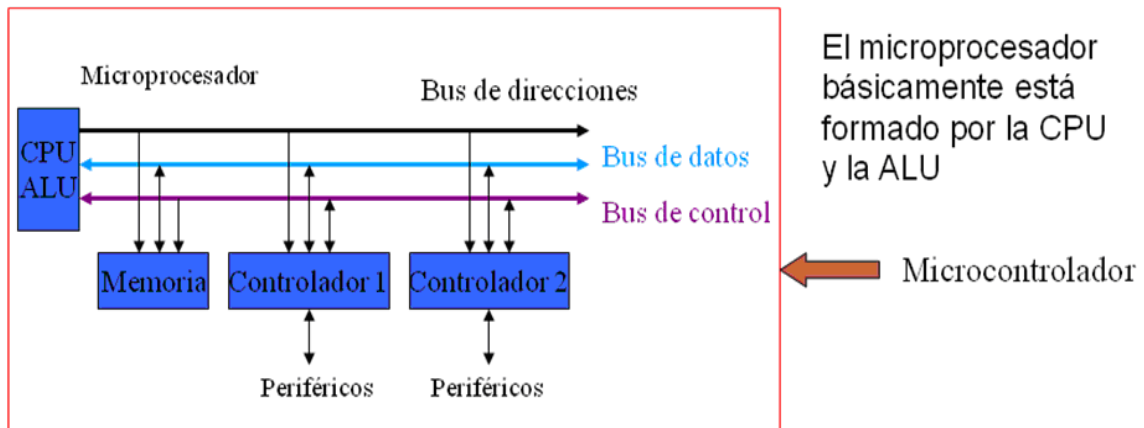 Microprocesador
Bus de direcciones
CPU
ALU
Bus de datos
Bus de control
Memoria
Controlador 1
Controlador 2
Periféricos
Periféricos
El microprocesador
básicamente está
formado por la CPU
y la ALU
Microcontrolador